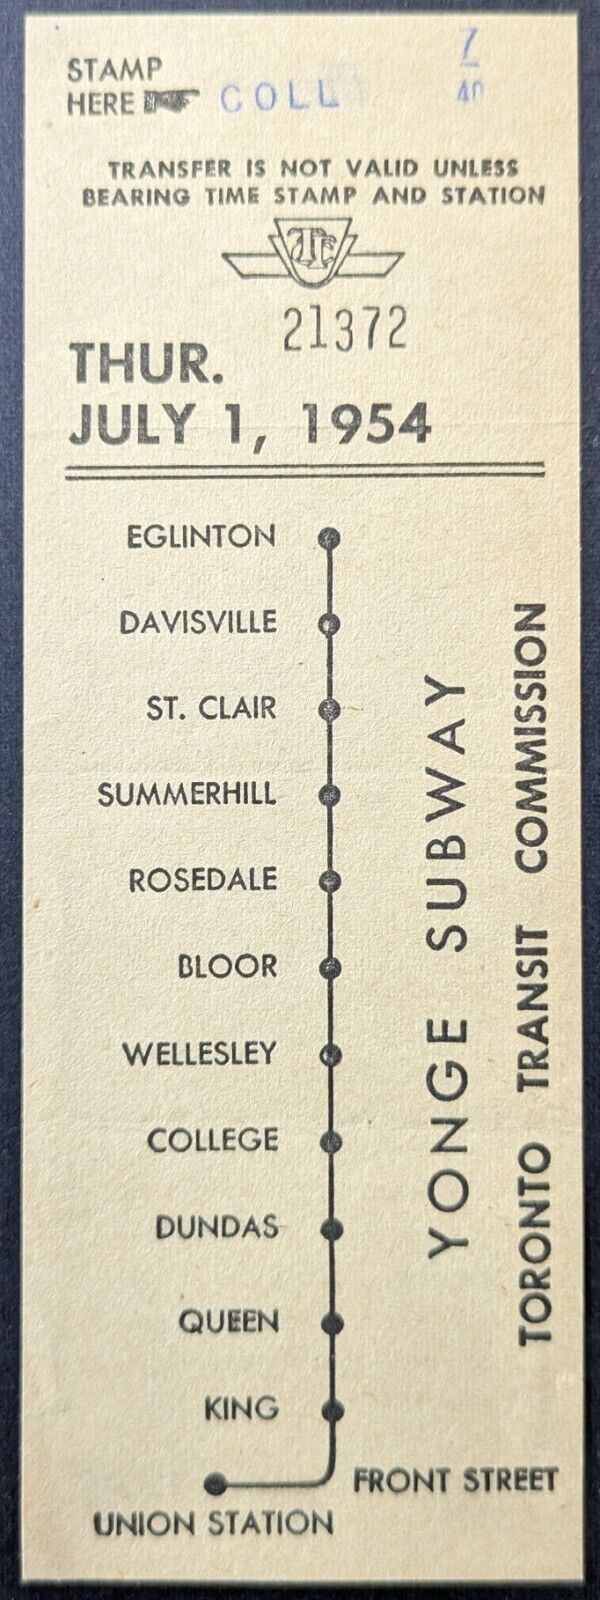 STAMP
HERE COLL 7
40
TRANSFER IS NOT VALID UNLESS
BEARING TIME STAMP AND STATION
TTC
21372
THUR.
JULY 1, 1954
EGLINTON
DAVISVILLE
ST. CLAIR
SUMMERHILL
ROSEDALE
BLOOR
WELLESLEY
COLLEGE
DUNDAS
QUEEN
KING
FRONT STREET
UNION STATION
YONGE SUBWAY
TORONTO TRANSIT COMMISSION